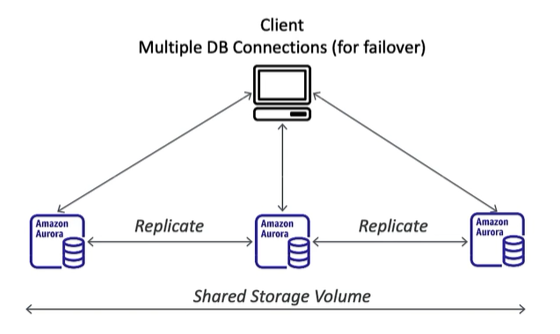 Client
Multiple DB Connections (for failover)
Amazon
Aurora
Replicate
Amazon
Aurora
Replicate
Amazon
Aurora
Shared Storage Volume